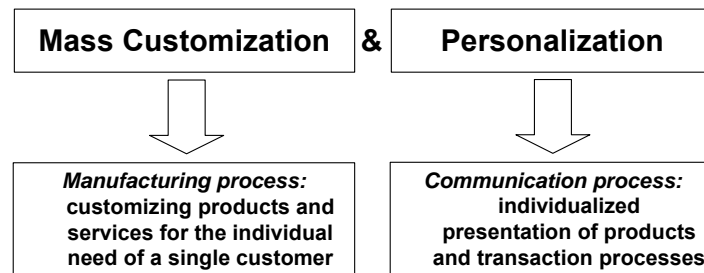 Mass Customization & Personalization
Manufacturing process:
customizing products and
services for the individual
need of a single customer
Communication process:
individualized
presentation of products
and transaction processes